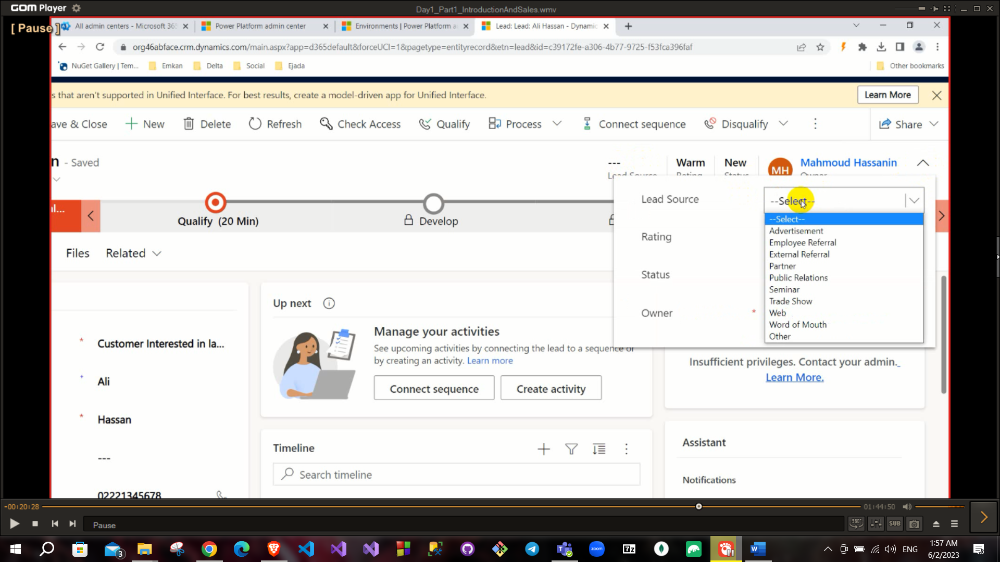 GOM Player
Day1_Part1_IntroductionAndSales.wmv
[ Pause ]
All admin centers - Microsoft 365
Power Platform admin center
Environments | Power Platform a
Lead: Lead: Ali Hassan - Dynamic
org46abface.crm.dynamics.com/main.aspx?app=d365default&forceUCI=1&pagetype=entityrecord&etn=lead&id=c39172fe-a306-4b77-9725-f53fca396faf
NuGet Gallery | Tem...
Emkan
Delta
Social
Ejada
Other bookmarks
s that aren't supported in Unified Interface. For best results, create a model-driven app for Unified Interface.
Learn More
ave & Close
New
Delete
Refresh
Check Access
Qualify
Process
Connect sequence
Disqualify
Share
n - Saved
---
Lead Source
Warm
Rating
New
Status
MH
Mahmoud Hassanin
Owner
al...
Qualify (20 Min)
Develop
Files
Related
Lead Source
--Select--
--Select--
Advertisement
Employee Referral
External Referral
Partner
Public Relations
Seminar
Trade Show
Web
Word of Mouth
Other
Rating
Status
Owner *
Up next
Manage your activities
See upcoming activities by connecting the lead to a sequence or
by creating an activity. Learn more
Connect sequence
Create activity
* Customer Interested in la...
+ Ali
* Hassan
---
02221345678
Timeline
Search timeline
Insufficient privileges. Contact your admin.
Learn More.
Assistant
Notifications
-00:20:28
01:44:50
Pause
360°
SUB
3
zoom
7z
W
ENG
1:57 AM
6/2/2023